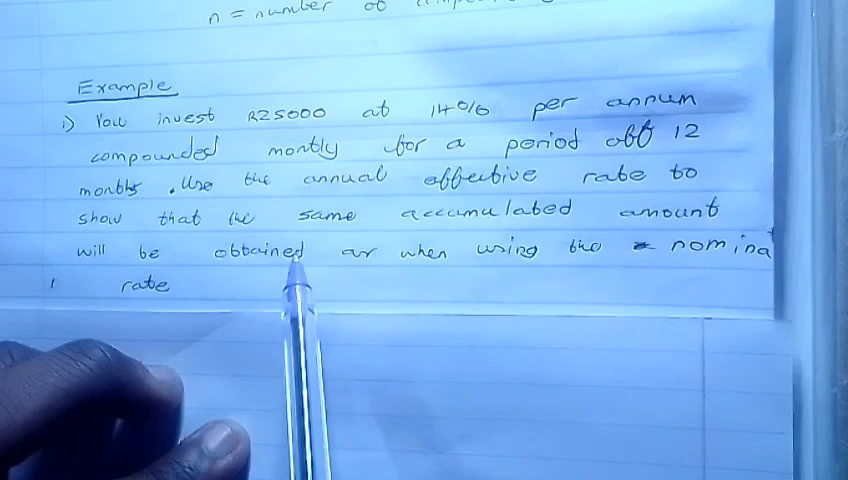 n = number of
Example
1) You invest R25000 at 14% per annum
compounded montly for a period off 12
months. Use the annual effective rate to
show that the same accumulated amount
will be obtained as when using the nomina
l rate